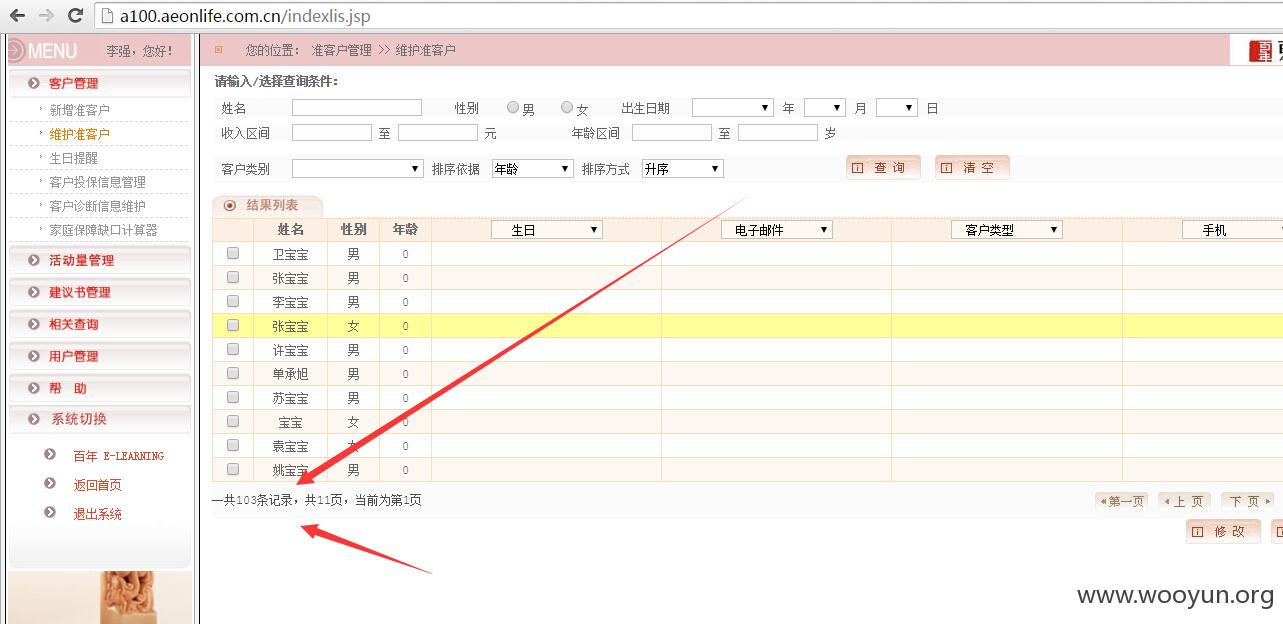 a100.aeonlife.com.cn/indexlis.jsp
MENU 李强，您好！
您的位置： 准客户管理 >> 维护准客户
百年
客户管理
新增准客户
维护准客户
生日提醒
客户投保信息管理
客户诊断信息维护
家庭保障缺口计算器
活动量管理
建议书管理
相关查询
用户管理
帮 助
系统切换
百年 E-LEARNING
返回首页
退出系统
请输入/选择查询条件：
姓名 性别 男 女 出生日期 年 月 日
收入区间 至 元 年龄区间 至 岁
客户类别 排序依据 年龄 排序方式 升序 查 询 清 空
结果列表
姓名 性别 年龄 生日 电子邮件 客户类型 手机
卫宝宝 男 0
张宝宝 男 0
李宝宝 男 0
张宝宝 女 0
许宝宝 男 0
单承旭 男 0
苏宝宝 男 0
宝宝 女 0
袁宝宝 女 0
姚宝宝 男 0
一共103条记录，共11页，当前为第1页
第一页 上 页 下 页
修 改
www.wooyun.org